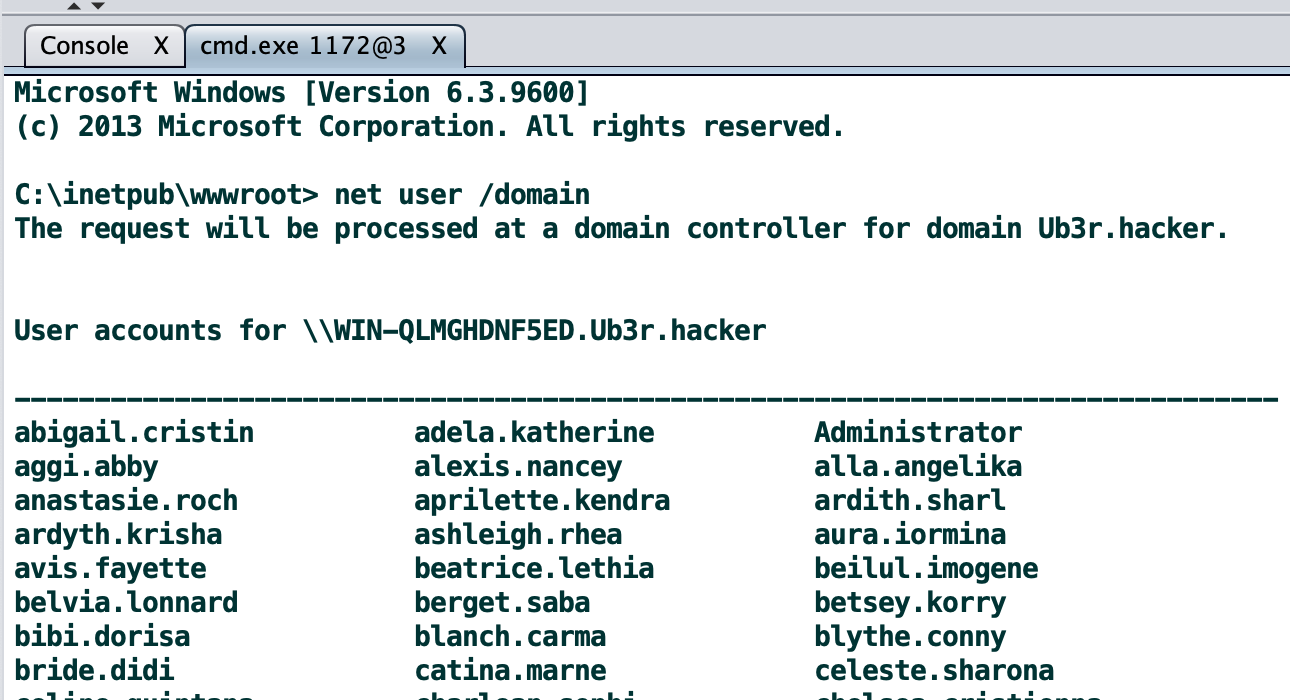 Console X cmd.exe 1172@3 X
Microsoft Windows [Version 6.3.9600]
(c) 2013 Microsoft Corporation. All rights reserved.
C:\inetpub\wwwroot> net user /domain
The request will be processed at a domain controller for domain Ub3r.hacker.
User accounts for \\WIN-QLMGHDNF5ED.Ub3r.hacker
-------------------------------------------------------------------------------
abigail.cristin adela.katherine Administrator
aggi.abby alexis.nancey alla.angelika
anastasie.roch aprilette.kendra ardith.sharl
ardyth.krisha ashleigh.rhea aura.iormina
avis.fayette beatrice.lethia beilul.imogene
belvia.lonnard berget.saba betsey.korry
bibi.dorisa blanch.carma blythe.conny
bride.didi catina.marne celeste.sharona